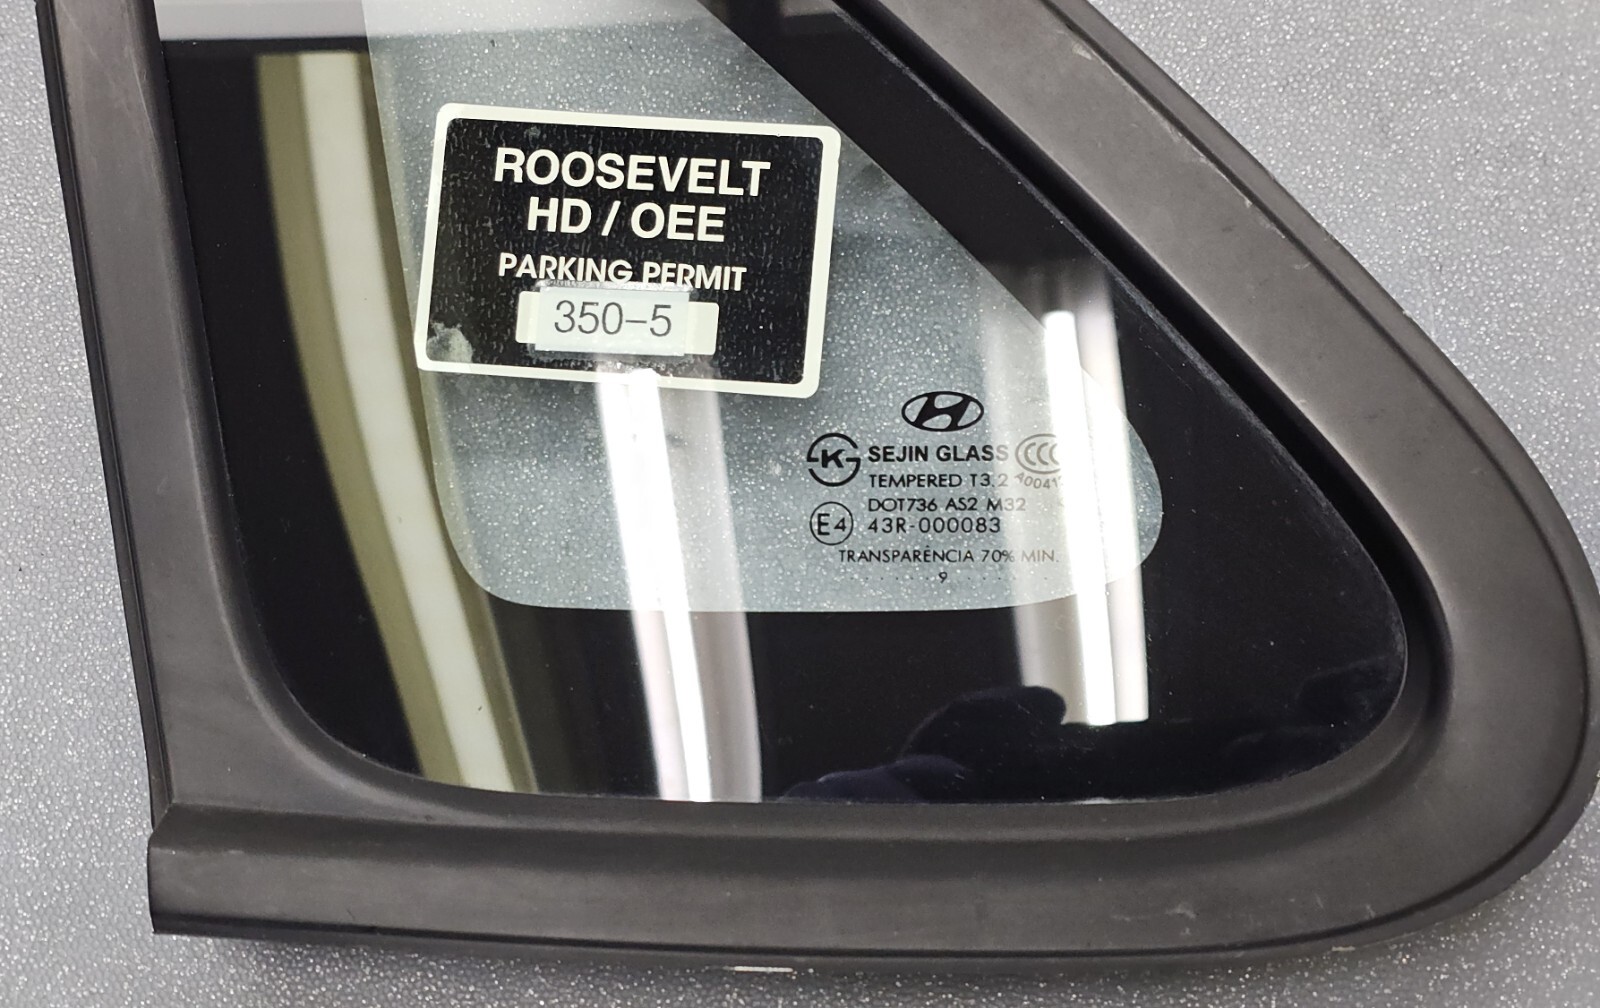 ROOSEVELT
HD / OEE
PARKING PERMIT
350-5
SEJIN GLASS
TEMPERED T3.2
DOT736 AS2 M32
E4 43R-000083
TRANSPARÊNCIA 70% MIN.
9